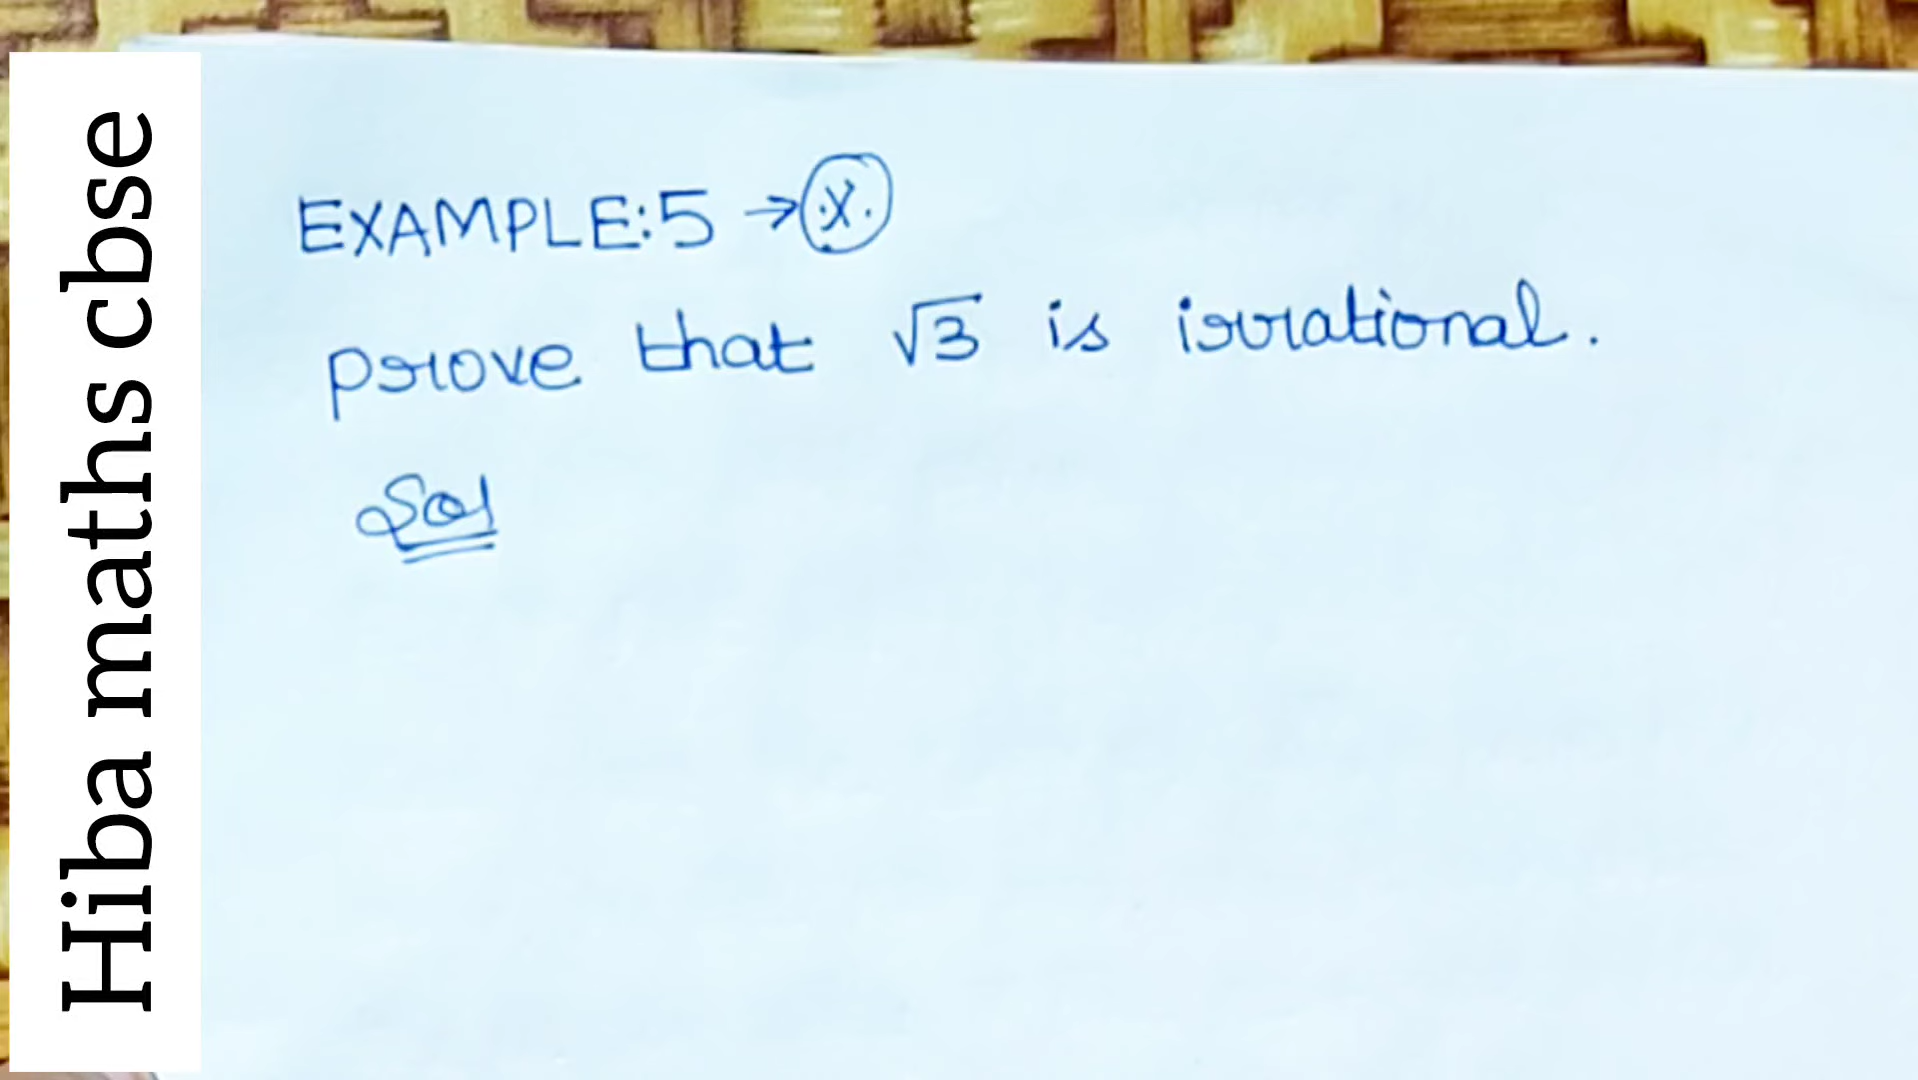 Hiba maths cbse
EXAMPLE:5 → .X.
prove that √3 is irrational.
Sol